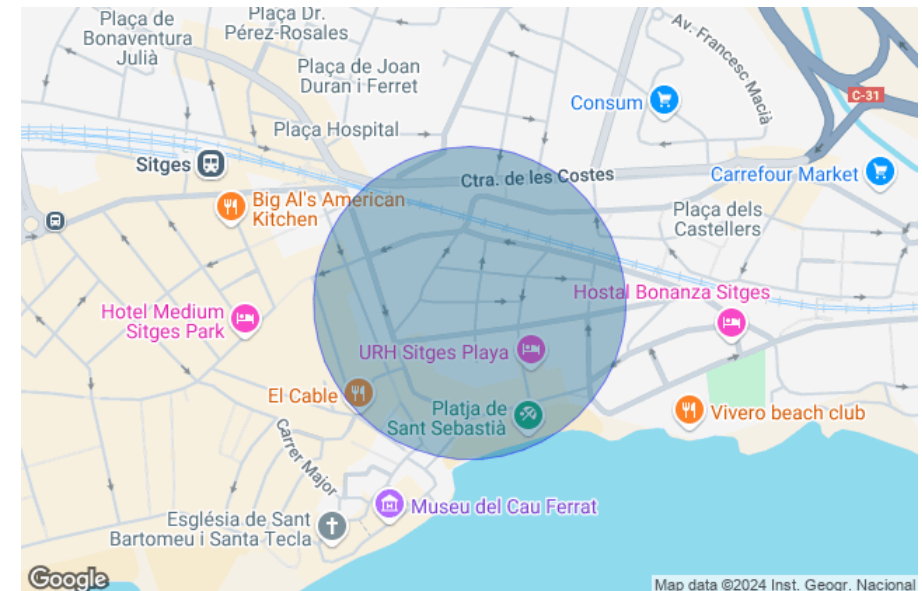 Plaça de
Bonaventura
Julià
Plaça Dr.
Pérez-Rosales
Plaça de Joan
Duran i Ferret
Av. Francesc Macià
C-31
Consum
Plaça Hospital
Sitges
Ctra. de les Costes
Carrefour Market
Big Al's American
Kitchen
Plaça dels
Castellers
Hotel Medium
Sitges Park
Hostal Bonanza Sitges
URH Sitges Playa
El Cable
Platja de
Sant Sebastià
Vivero beach club
Carrer Major
Museu del Cau Ferrat
Església de Sant
Bartomeu i Santa Tecla
Google
Map data ©2024 Inst. Geogr. Nacional